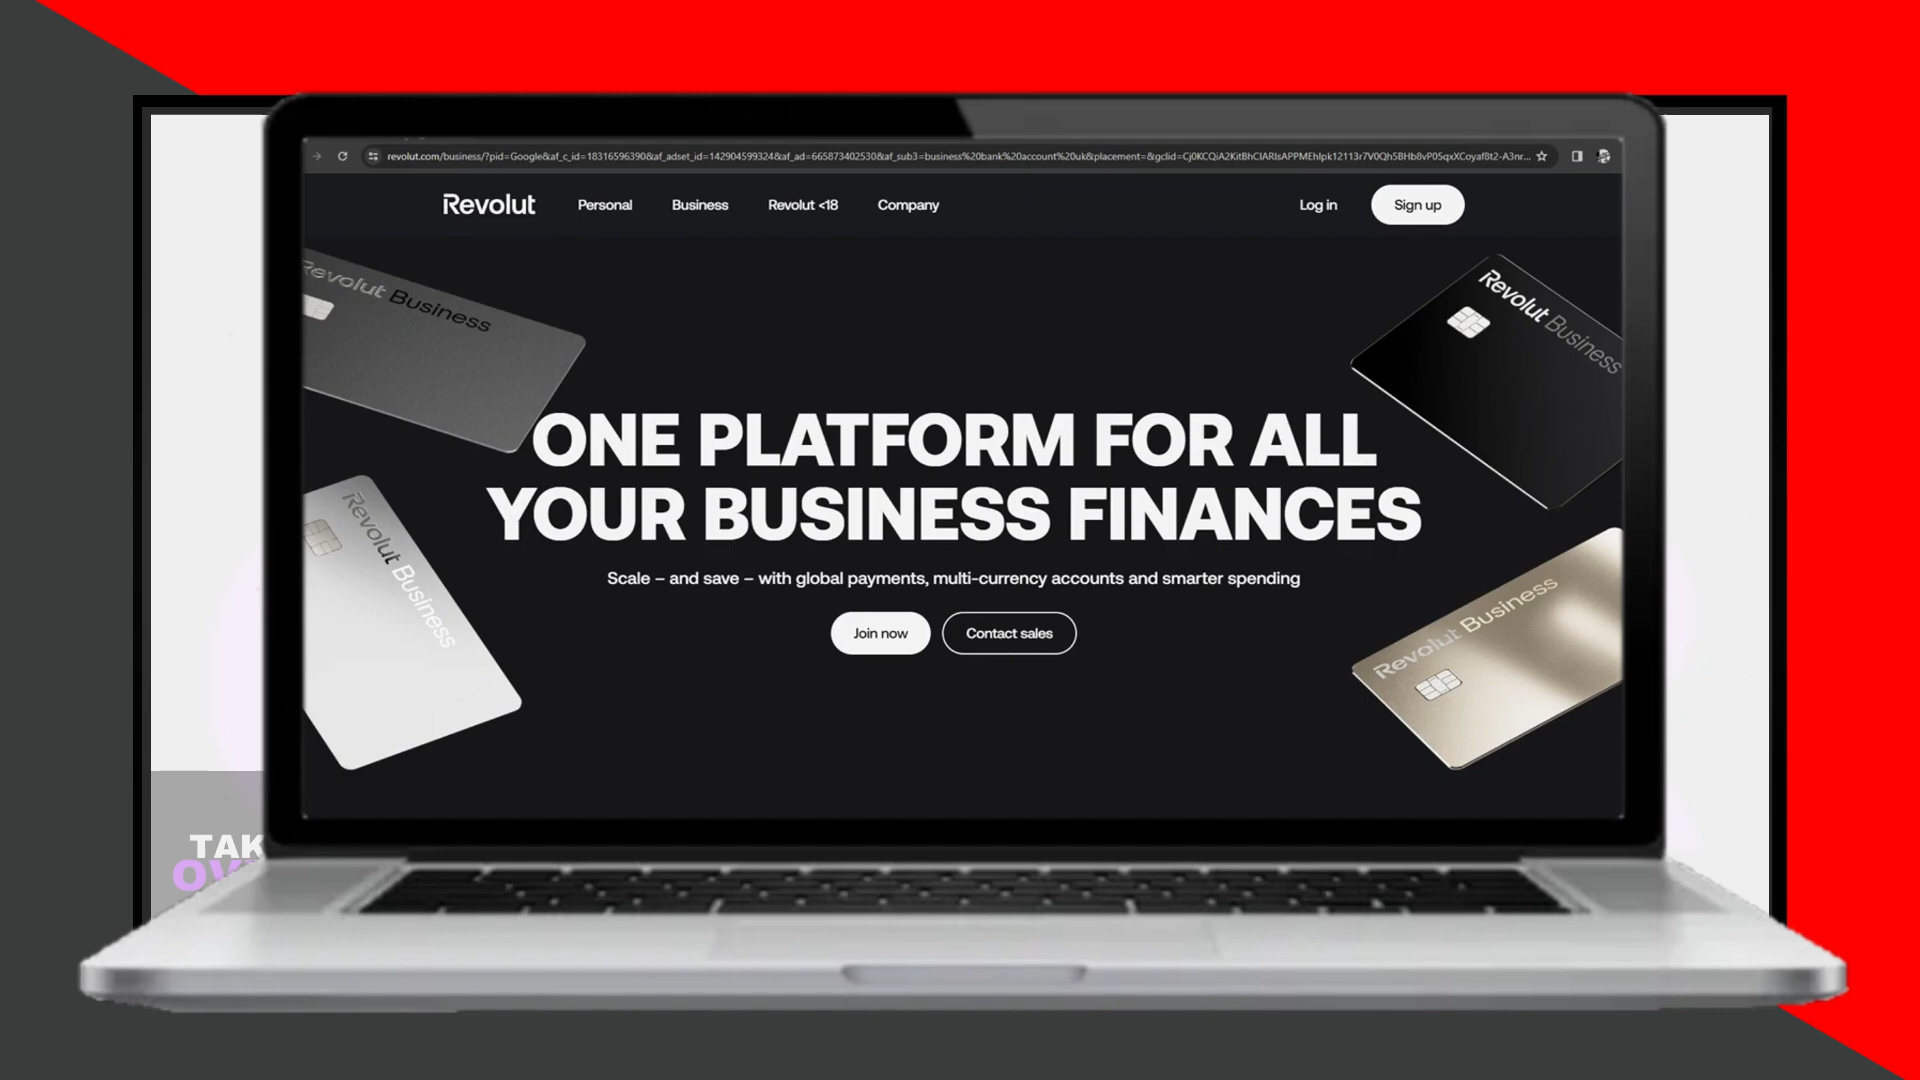 revolut.com/business/?pid=Google&af_c_id=18316596390&af_adset_id=142904599324&af_ad=665873402530&af_sub3=business%20bank%20account%20uk&placement=&gclid=Cj0KCQiA2KitBhCIARIsAPPMEhIpk12113r7V0Qh5BHb8vP05qxXCoyaf8t2-A3nr...
Revolut Personal Business Revolut <18 Company Log in Sign up
Revolut Business
Revolut Business
ONE PLATFORM FOR ALL
YOUR BUSINESS FINANCES
Revolut Business
Revolut Business
Scale – and save – with global payments, multi-currency accounts and smarter spending
Join now Contact sales
TAK
OV